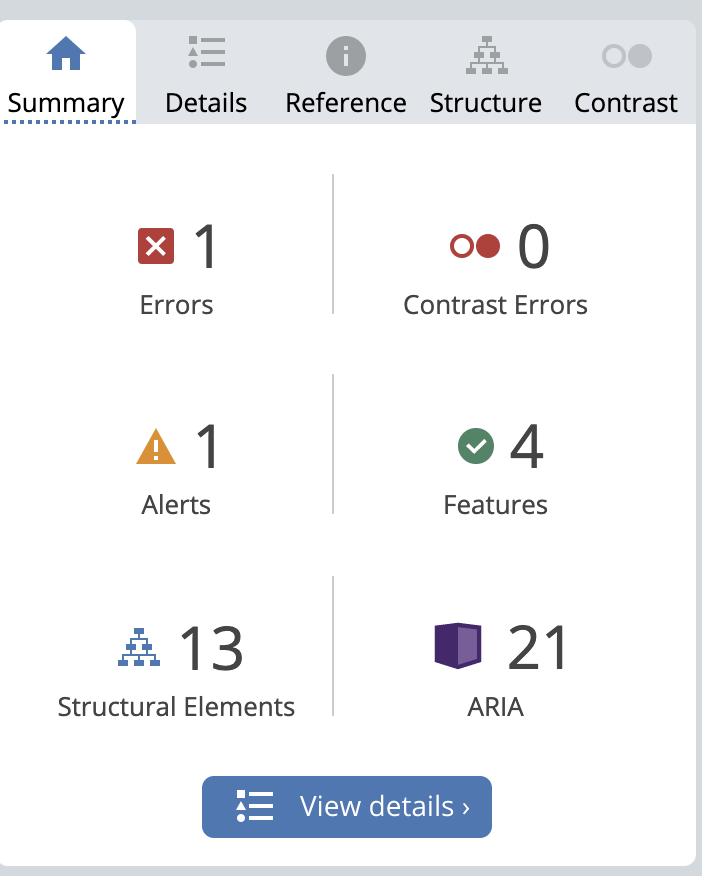 Summary Details Reference Structure Contrast
1 0
Errors Contrast Errors
1 4
Alerts Features
13 21
Structural Elements ARIA
View details ›